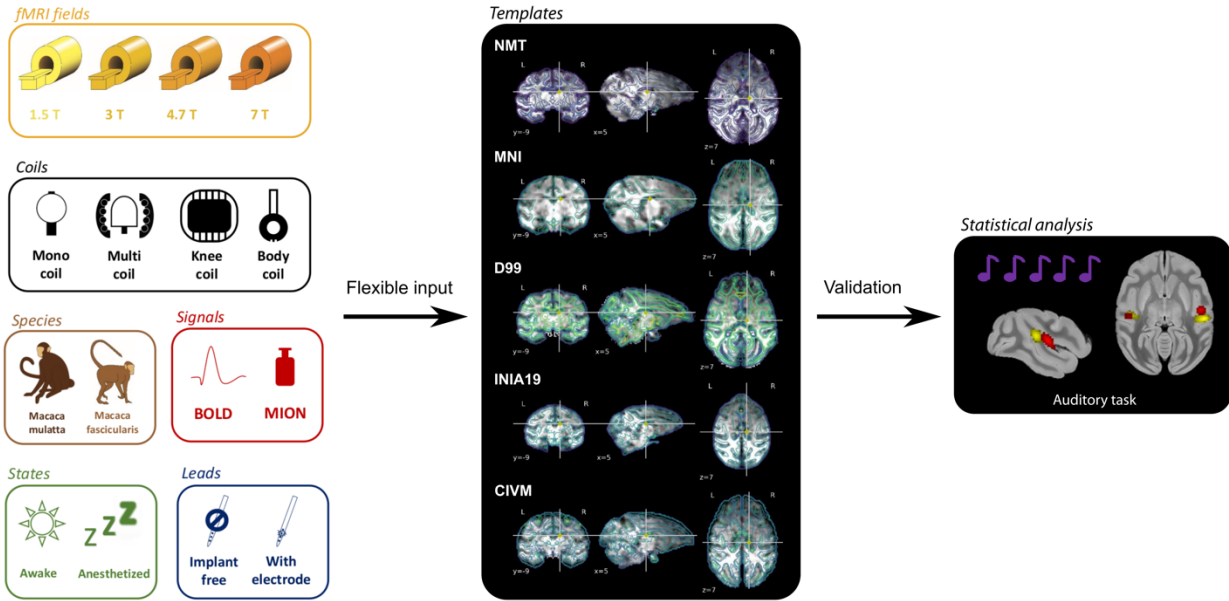 fMRI fields
1.5 T 3 T 4.7 T 7 T
Coils
Mono coil
Multi coil
Knee coil
Body coil
Species
Macaca mulatta
Macaca fascicularis
Signals
BOLD
MION
States
z z z
Awake
Anesthetized
Leads
Implant free
With electrode
Flexible input
Templates
NMT
L R L R
y=-9 x=5 z=7
MNI
L R L R
y=-9 x=5 z=7
D99
L R L R
y=-9 x=5 z=7
INIA19
L R L R
y=-9 x=5 z=7
CIVM
L R L R
y=-9 x=5 z=7
Validation
Statistical analysis
Auditory task